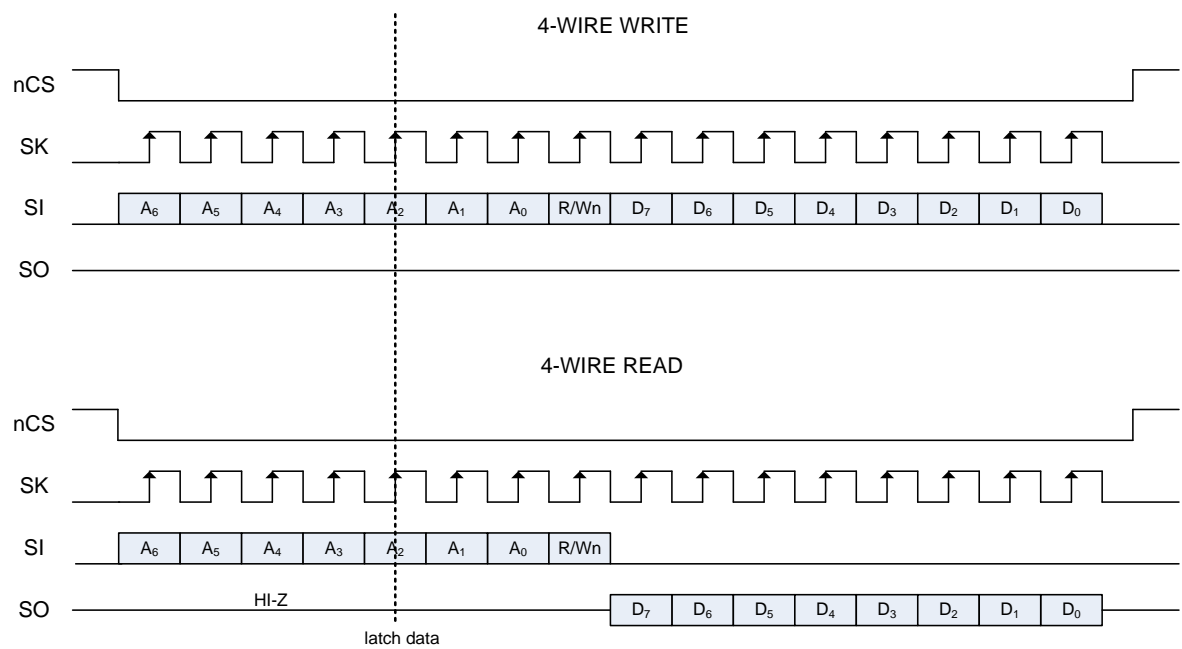 4-WIRE WRITE
nCS
SK
SI A₆ A₅ A₄ A₃ A₂ A₁ A₀ R/Wn D₇ D₆ D₅ D₄ D₃ D₂ D₁ D₀
SO
4-WIRE READ
nCS
SK
SI A₆ A₅ A₄ A₃ A₂ A₁ A₀ R/Wn
SO HI-Z D₇ D₆ D₅ D₄ D₃ D₂ D₁ D₀
latch data